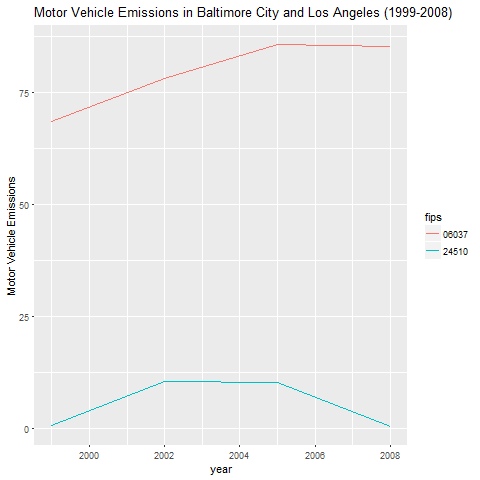 Motor Vehicle Emissions in Baltimore City and Los Angeles (1999-2008)
Motor Vehicle Emissions
75
50
25
0
2000 2002 2004 2006 2008
year
fips
06037
24510